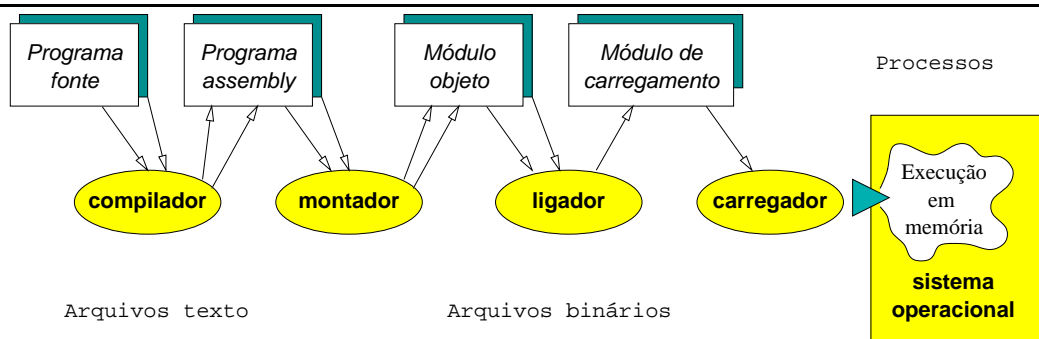 Programa
fonte
Programa
assembly
Módulo
objeto
Módulo de
carregamento
Processos
compilador
montador
ligador
carregador
Execução
em
memória
sistema
operacional
Arquivos texto
Arquivos binários